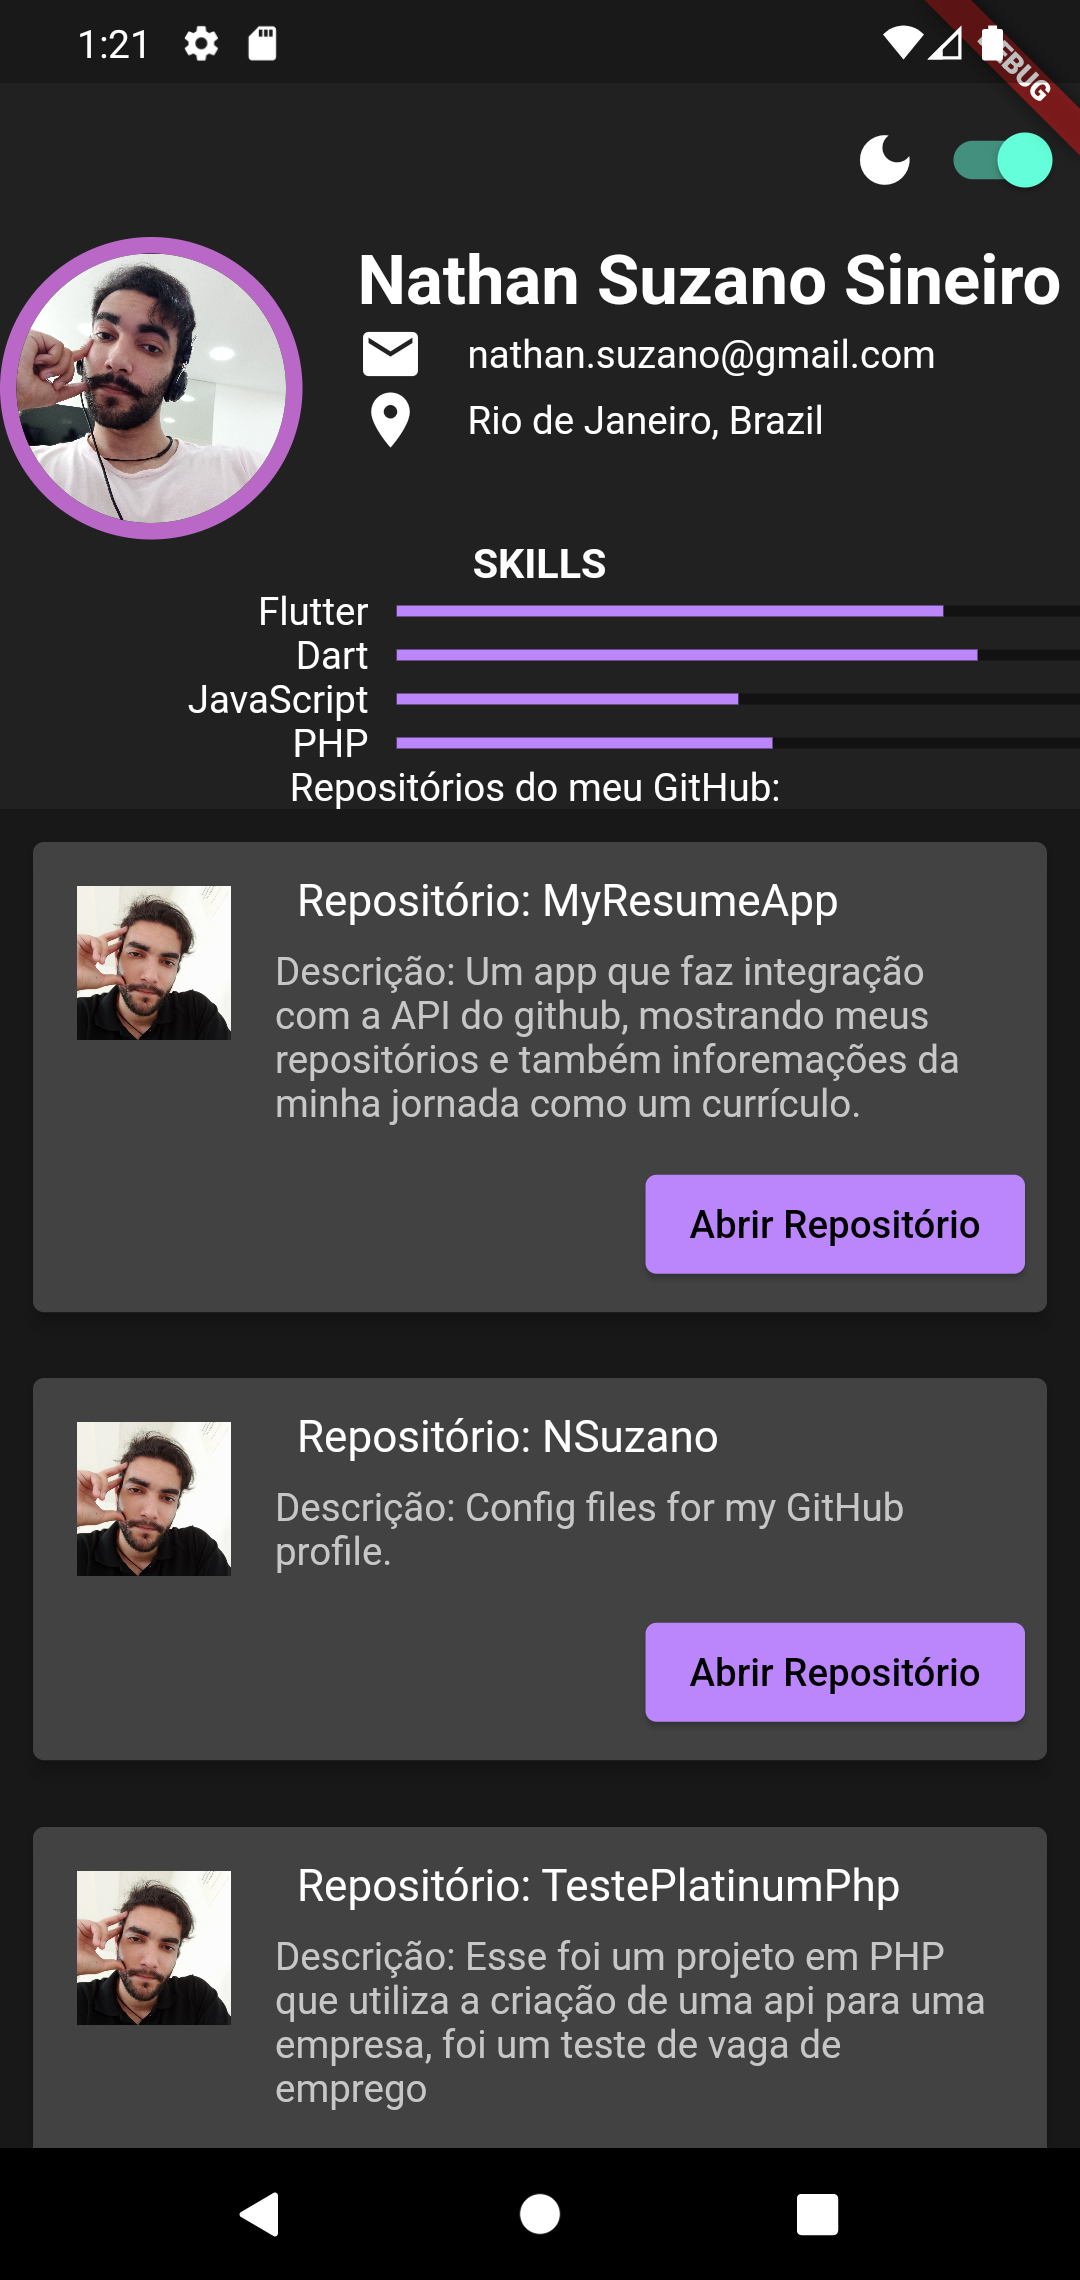 1:21
DEBUG
Nathan Suzano Sineiro
nathan.suzano@gmail.com
Rio de Janeiro, Brazil
SKILLS
Flutter
Dart
JavaScript
PHP
Repositórios do meu GitHub:
Repositório: MyResumeApp
Descrição: Um app que faz integração
com a API do github, mostrando meus
repositórios e também inforemações da
minha jornada como um currículo.
Abrir Repositório
Repositório: NSuzano
Descrição: Config files for my GitHub
profile.
Abrir Repositório
Repositório: TestePlatinumPhp
Descrição: Esse foi um projeto em PHP
que utiliza a criação de uma api para uma
empresa, foi um teste de vaga de
emprego